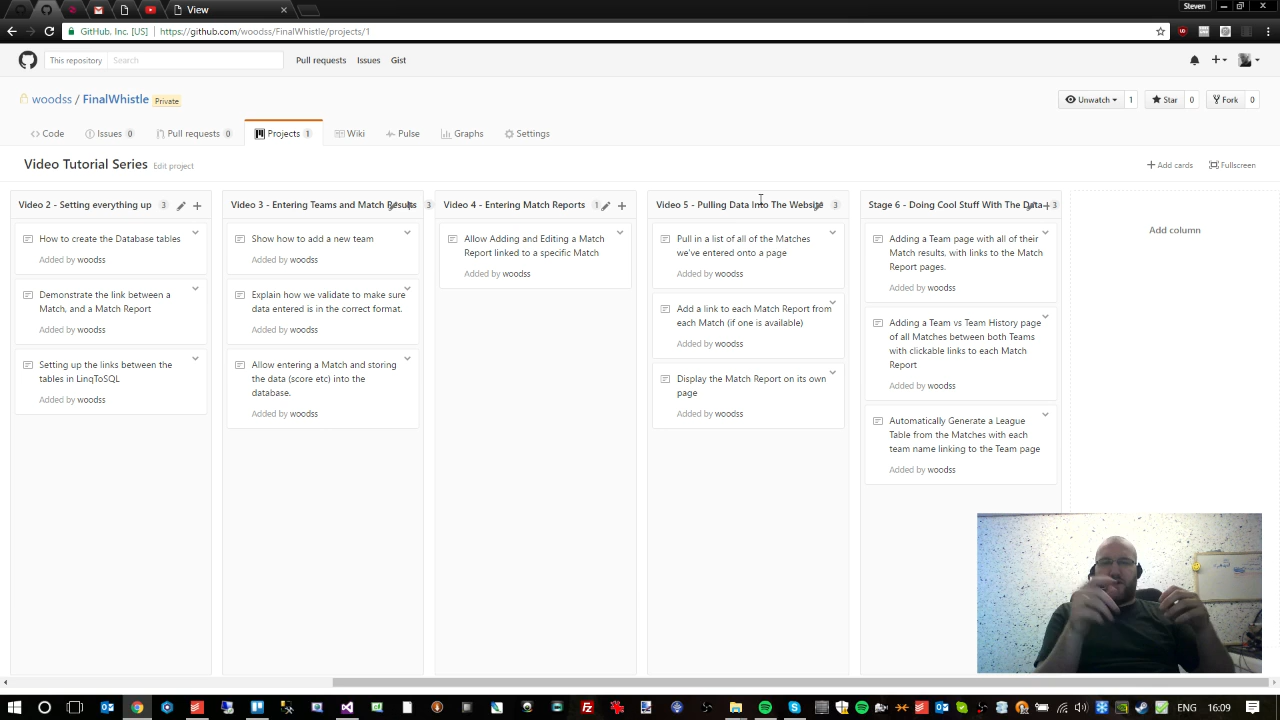 View
Steven
GitHub, Inc. [US]
https://github.com/woodss/FinalWhistle/projects/1
This repository
Search
Pull requests
Issues
Gist
woodss / FinalWhistle
Private
Unwatch
1
Star
0
Fork
0
Code
Issues 0
Pull requests 0
Projects 1
Wiki
Pulse
Graphs
Settings
Video Tutorial Series
Edit project
Add cards
Fullscreen
Video 2 - Setting everything up
3
How to create the Database tables
Added by woodss
Demonstrate the link between a
Match, and a Match Report
Added by woodss
Setting up the links between the
tables in LinqToSQL
Added by woodss
Video 3 - Entering Teams and Match Results
3
Show how to add a new team
Added by woodss
Explain how we validate to make sure
data entered is in the correct format.
Added by woodss
Allow entering a Match and storing
the data (score etc) into the
database.
Added by woodss
Video 4 - Entering Match Reports
1
Allow Adding and Editing a Match
Report linked to a specific Match
Added by woodss
Video 5 - Pulling Data Into The Website
3
Pull in a list of all of the Matches
we've entered onto a page
Added by woodss
Add a link to each Match Report from
each Match (if one is available)
Added by woodss
Display the Match Report on its own
page
Added by woodss
Stage 6 - Doing Cool Stuff With The Data
3
Adding a Team page with all of their
Match results, with links to the Match
Report pages.
Added by woodss
Adding a Team vs Team History page
of all Matches between both Teams
with clickable links to each Match
Report
Added by woodss
Automatically Generate a League
Table from the Matches with each
team name linking to the Team page
Added by woodss
Add column
ENG
16:09